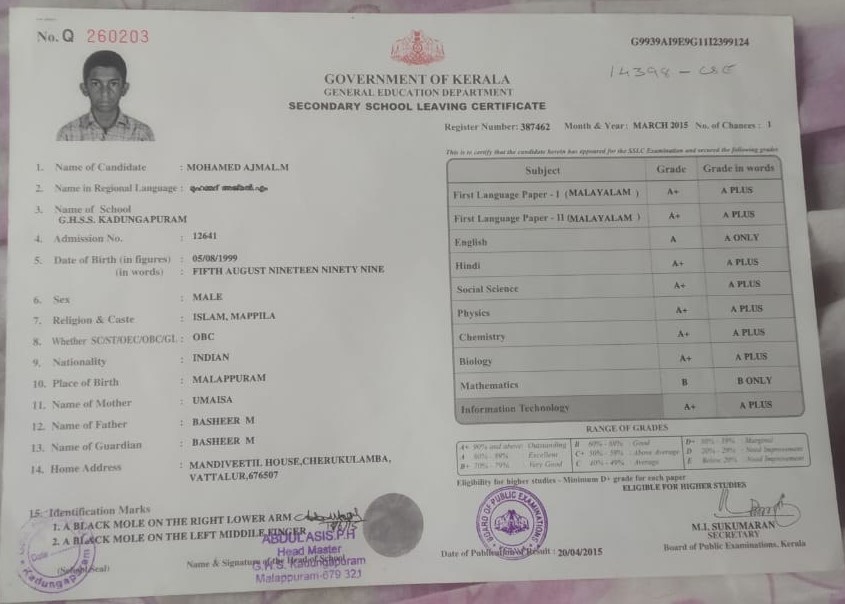 No. Q 260203
G9939A19E9G11I2399124
14398 - CSE
GOVERNMENT OF KERALA
GENERAL EDUCATION DEPARTMENT
SECONDARY SCHOOL LEAVING CERTIFICATE
Register Number: 387462 Month & Year: MARCH 2015 No. of Chances: 1
This is to certify that the candidate herein has appeared for the SSLC Examination and secured the following grades
1. Name of Candidate : MOHAMED AJMAL.M
2. Name in Regional Language : മുഹമ്മദ് അജ്മൽ.എം
3. Name of School
G.H.S.S. KADUNGAPURAM
4. Admission No. : 12641
5. Date of Birth (in figures) : 05/08/1999
(in words) : FIFTH AUGUST NINETEEN NINETY NINE
6. Sex : MALE
7. Religion & Caste : ISLAM, MAPPILA
8. Whether SC/ST/OEC/OBC/GL : OBC
9. Nationality : INDIAN
10. Place of Birth : MALAPPURAM
11. Name of Mother : UMAISA
12. Name of Father : BASHEER M
13. Name of Guardian : BASHEER M
14. Home Address : MANDIVEETIL HOUSE,CHERUKULAMBA,
VATTALUR,676507
15. Identification Marks
1. A BLACK MOLE ON THE RIGHT LOWER ARM
2. A BLACK MOLE ON THE LEFT MIDDLE FINGER
ABDULASIS.P.H
Head Master
Name & Signature of the Head of School
G.H.S. Kadungapuram
Malappuram-679 321
(School Seal)
Date
Kadungapuram
Subject Grade Grade in words
First Language Paper - I (MALAYALAM ) A+ A PLUS
First Language Paper - II (MALAYALAM ) A+ A PLUS
English A A ONLY
Hindi A+ A PLUS
Social Science A+ A PLUS
Physics A+ A PLUS
Chemistry A+ A PLUS
Biology A+ A PLUS
Mathematics B B ONLY
Information Technology A+ A PLUS
RANGE OF GRADES
A+ 90% and above: Outstanding B 60% - 69% : Good D+ 30% - 39% : Marginal
A 80% - 89% Excellent C+ 50% - 59% : Above Average D 20% - 29% : Need Improvement
B+ 70% - 79% : Very Good C 40% - 49% : Average E Below 20% : Need Improvement
Eligibility for higher studies - Minimum D+ grade for each paper
ELIGIBLE FOR HIGHER STUDIES
BOARD OF PUBLIC EXAMINATIONS
M.I. SUKUMARAN
SECRETARY
Board of Public Examinations, Kerala
Date of Publication of Result : 20/04/2015